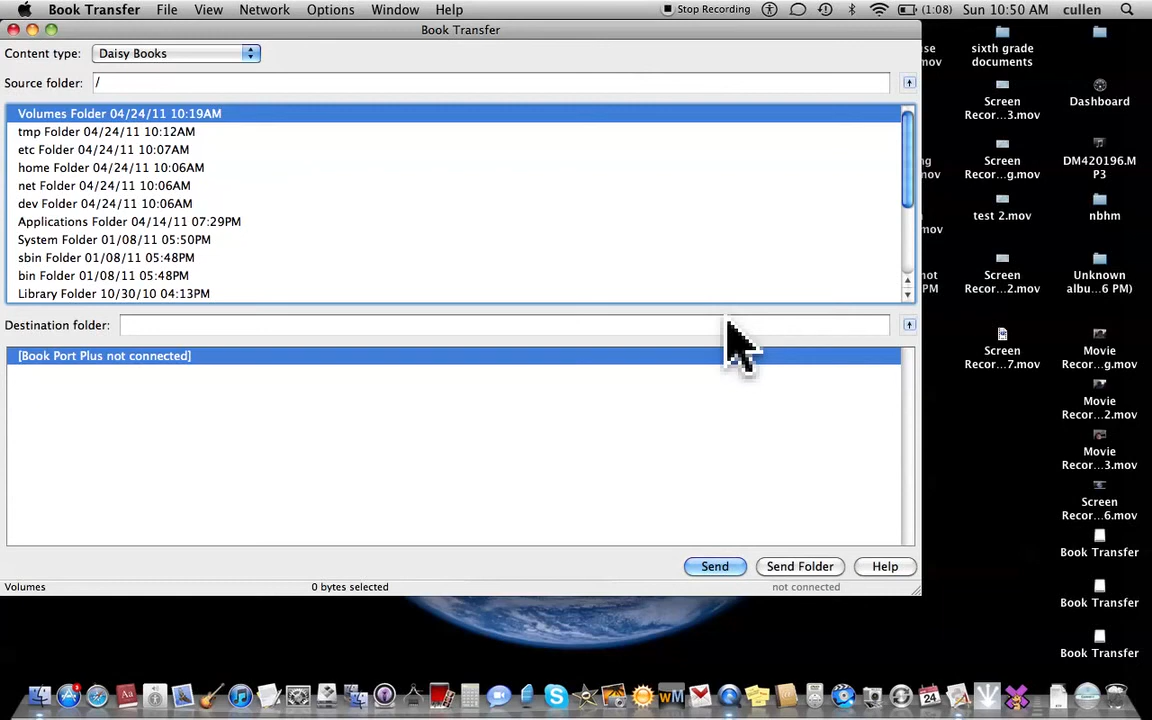 Book Transfer File View Network Options Window Help Stop Recording (1:08) Sun 10:50 AM cullen
Book Transfer
Content type: Daisy Books
Source folder: /
Volumes Folder 04/24/11 10:19AM
tmp Folder 04/24/11 10:12AM
etc Folder 04/24/11 10:07AM
home Folder 04/24/11 10:06AM
net Folder 04/24/11 10:06AM
dev Folder 04/24/11 10:06AM
Applications Folder 04/14/11 07:29PM
System Folder 01/08/11 05:50PM
sbin Folder 01/08/11 05:48PM
bin Folder 01/08/11 05:48PM
Library Folder 10/30/10 04:13PM
Destination folder:
[Book Port Plus not connected]
Send Send Folder Help
Volumes 0 bytes selected not connected
sixth grade
documents
Screen
Recor...3.mov
Dashboard
Screen
Recor...g.mov
DM420196.M
P3
test 2.mov
nbhm
Screen
Recor...2.mov
Unknown
albu...6 PM)
Screen
Recor...7.mov
Movie
Recor...g.mov
Movie
Recor...2.mov
Movie
Recor...3.mov
Screen
Recor...6.mov
Book Transfer
Book Transfer
Book Transfer